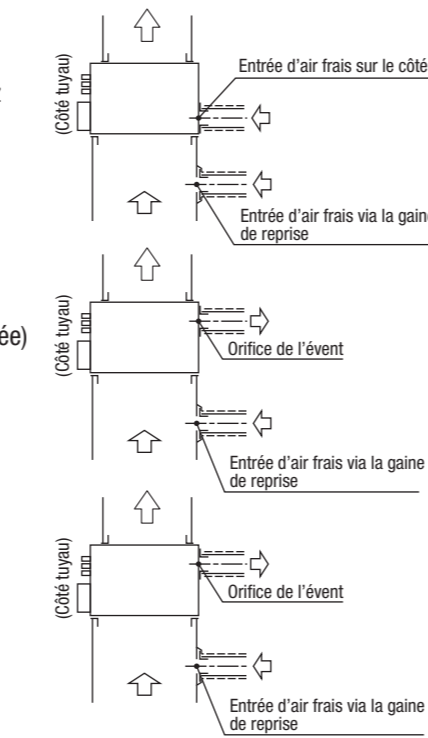 Entrée d'air frais sur le côté
(Côté tuyau)
Entrée d'air frais via la gaine
de reprise
ée)
(Côté tuyau)
Orifice de l'évent
Entrée d'air frais via la gaine
de reprise
(Côté tuyau)
Orifice de l'évent
Entrée d'air frais via la gaine
de reprise